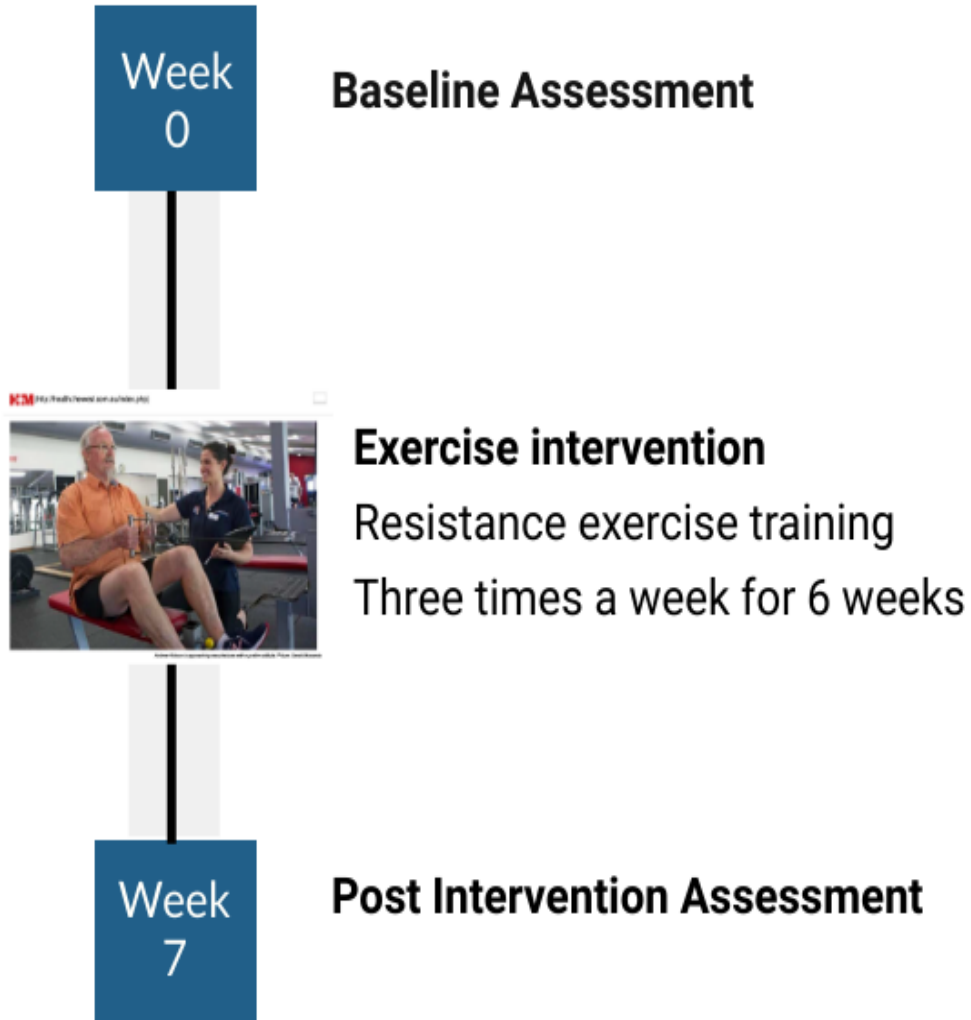 Week
0
Baseline Assessment
Exercise intervention
Resistance exercise training
Three times a week for 6 weeks
Week
7
Post Intervention Assessment